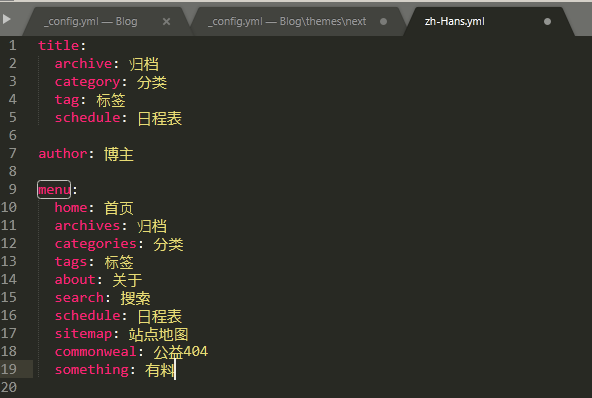 _config.yml — Blog
_config.yml — Blog\themes\next
zh-Hans.yml
1 title:
2 archive: 归档
3 category: 分类
4 tag: 标签
5 schedule: 日程表
6
7 author: 博主
8
9 menu:
10 home: 首页
11 archives: 归档
12 categories: 分类
13 tags: 标签
14 about: 关于
15 search: 搜索
16 schedule: 日程表
17 sitemap: 站点地图
18 commonweal: 公益404
19 something: 有料
20